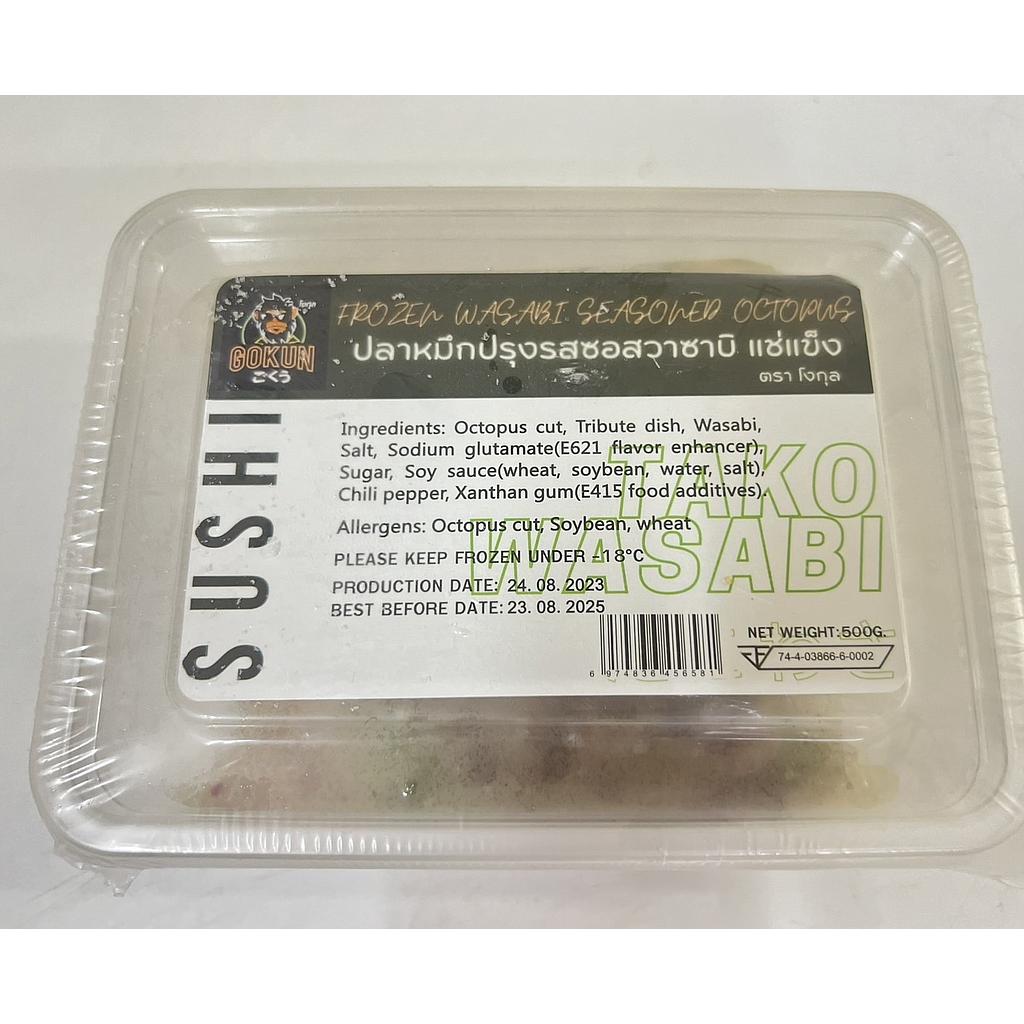 โงกุล
GOKUN
ごくう
FROZEN WASABI SEASONED OCTOPUS
ปลาหมึกปรุงรสซอสวาซาบิ แช่แข็ง
ตรา โงกุล
SUSHI
Ingredients: Octopus cut, Tribute dish, Wasabi,
Salt, Sodium glutamate(E621 flavor enhancer),
Sugar, Soy sauce(wheat, soybean, water, salt),
Chili pepper, Xanthan gum(E415 food additives).
Allergens: Octopus cut, Soybean, wheat
TAKO
WASABI
PLEASE KEEP FROZEN UNDER -18°C
PRODUCTION DATE: 24. 08. 2023
BEST BEFORE DATE: 23. 08. 2025
6 974836 456581
NET WEIGHT:500G.
74-4-03866-6-0002